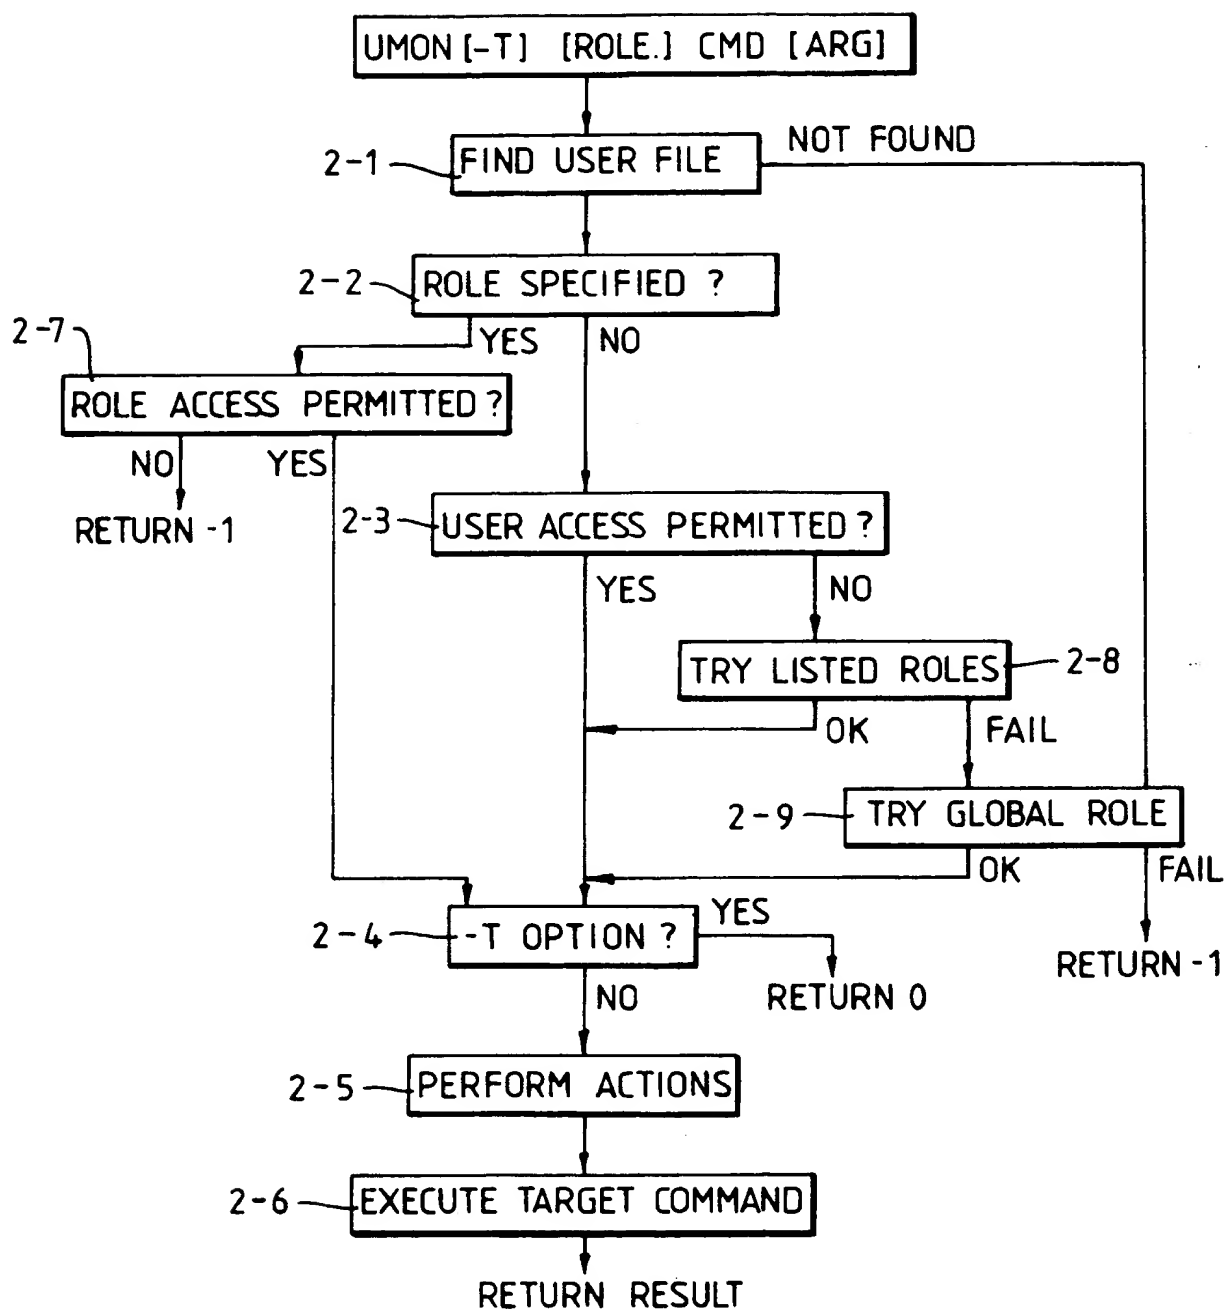 UMON [-T] [ROLE.] CMD [ARG]
NOT FOUND
2-1 FIND USER FILE
2-2 ROLE SPECIFIED ?
2-7 YES NO
ROLE ACCESS PERMITTED ?
NO YES
RETURN -1
2-3 USER ACCESS PERMITTED ?
YES NO
TRY LISTED ROLES 2-8
OK FAIL
2-9 TRY GLOBAL ROLE
OK FAIL
2-4 -T OPTION ? YES
RETURN -1
NO RETURN 0
2-5 PERFORM ACTIONS
2-6 EXECUTE TARGET COMMAND
RETURN RESULT